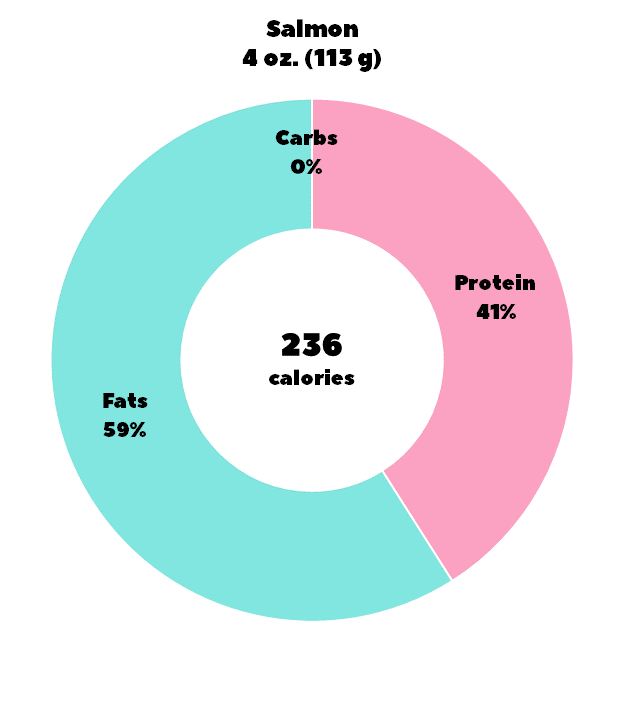 Salmon
4 oz. (113 g)
Carbs
0%
Protein
41%
236
calories
Fats
59%